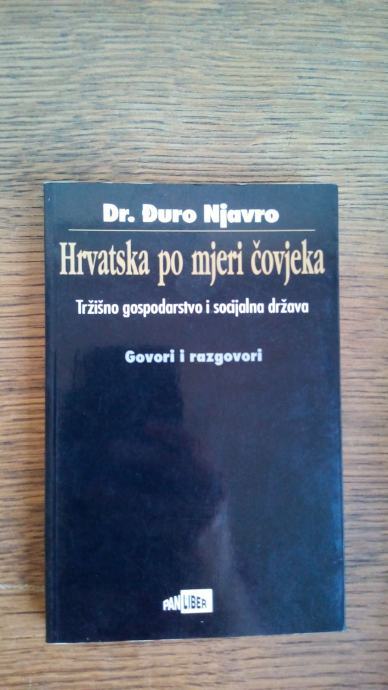 Dr. Đuro Njavro
Hrvatska po mjeri čovjeka
Tržišno gospodarstvo i socijalna država
Govori i razgovori
PAN LIBER